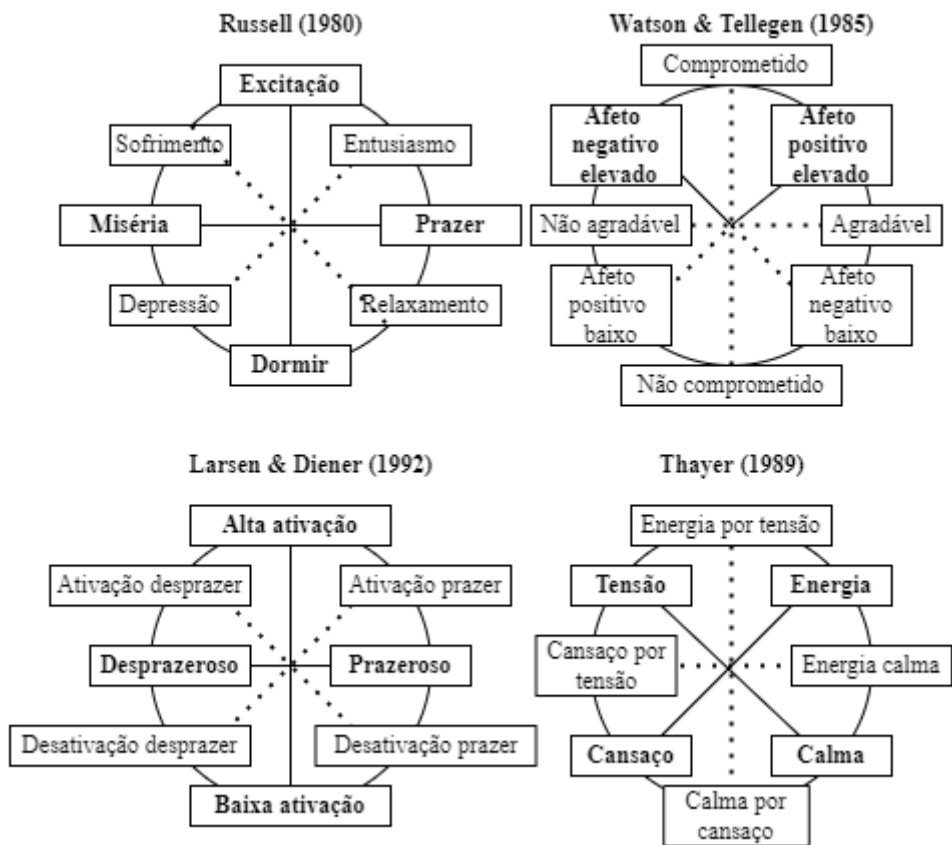 Russell (1980)
Excitação
Sofrimento
Entusiasmo
Miséria
Prazer
Depressão
Relaxamento
Dormir
Watson & Tellegen (1985)
Comprometido
Afeto
negativo
elevado
Afeto
positivo
elevado
Não agradável
Agradável
Afeto
positivo
baixo
Afeto
negativo
baixo
Não comprometido
Larsen & Diener (1992)
Alta ativação
Ativação desprazer
Ativação prazer
Desprazeroso
Prazeroso
Desativação desprazer
Desativação prazer
Baixa ativação
Thayer (1989)
Energia por tensão
Tensão
Energia
Cansaço por
tensão
Energia calma
Cansaço
Calma
Calma por
cansaço